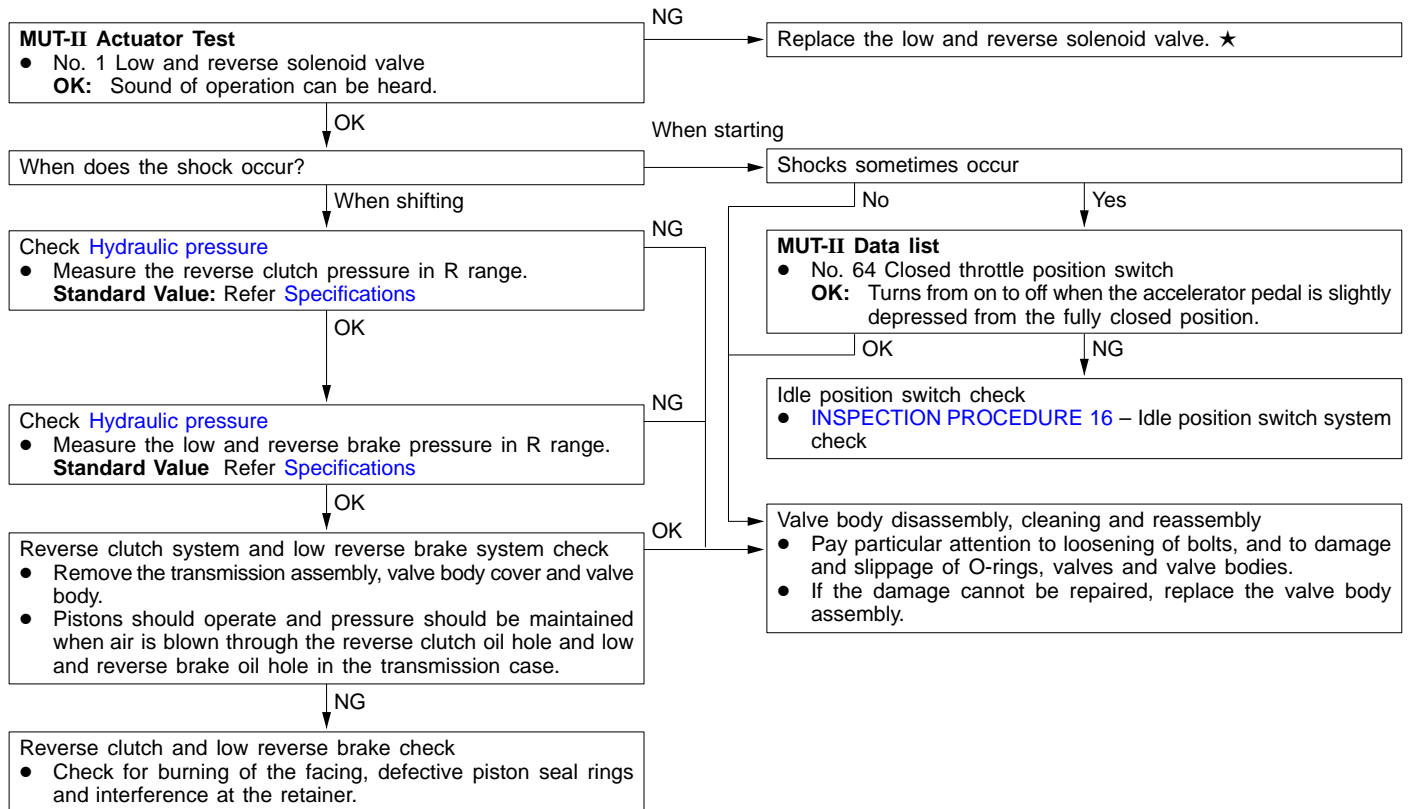 MUT-II Actuator Test
● No. 1 Low and reverse solenoid valve
OK: Sound of operation can be heard.
NG
Replace the low and reverse solenoid valve. ★
OK
When does the shock occur?
When starting
Shocks sometimes occur
When shifting
No
Yes
Check Hydraulic pressure
● Measure the reverse clutch pressure in R range.
Standard Value: Refer Specifications
NG
MUT-II Data list
● No. 64 Closed throttle position switch
OK: Turns from on to off when the accelerator pedal is slightly
depressed from the fully closed position.
OK
OK
NG
Idle position switch check
● INSPECTION PROCEDURE 16 – Idle position switch system
check
Check Hydraulic pressure
● Measure the low and reverse brake pressure in R range.
Standard Value Refer Specifications
NG
OK
Reverse clutch system and low reverse brake system check
● Remove the transmission assembly, valve body cover and valve
body.
● Pistons should operate and pressure should be maintained
when air is blown through the reverse clutch oil hole and low
and reverse brake oil hole in the transmission case.
OK
Valve body disassembly, cleaning and reassembly
● Pay particular attention to loosening of bolts, and to damage
and slippage of O-rings, valves and valve bodies.
● If the damage cannot be repaired, replace the valve body
assembly.
NG
Reverse clutch and low reverse brake check
● Check for burning of the facing, defective piston seal rings
and interference at the retainer.